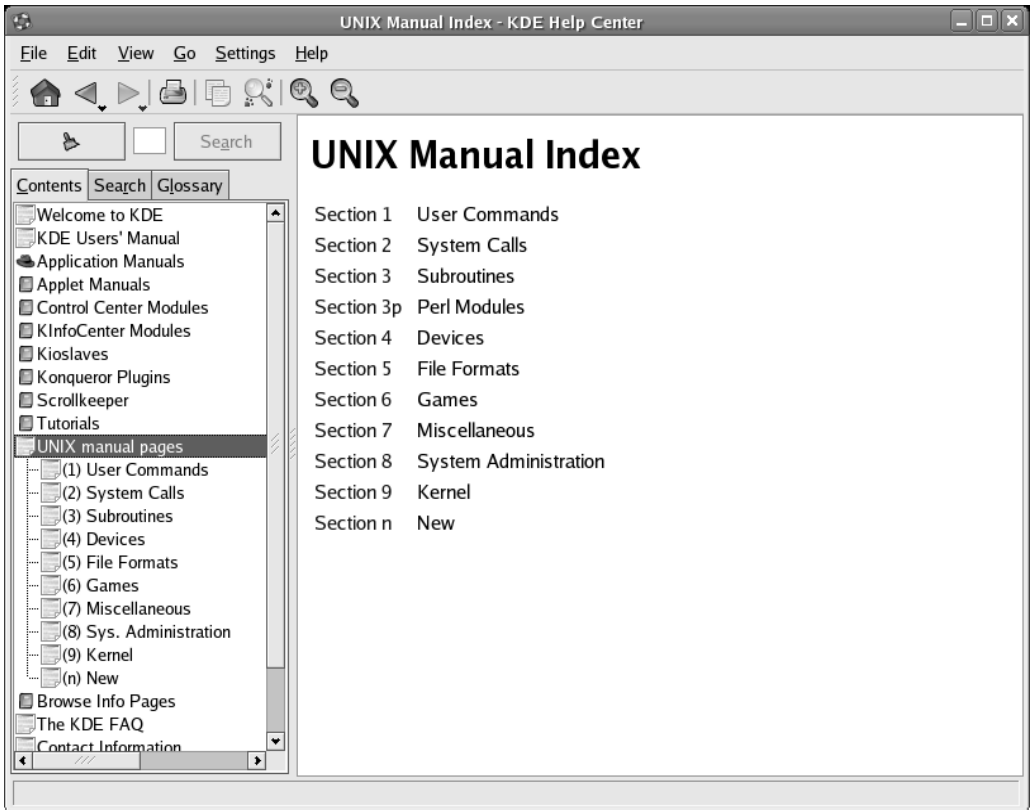 UNIX Manual Index - KDE Help Center
File Edit View Go Settings Help
Search
Contents Search Glossary
Welcome to KDE
KDE Users' Manual
Application Manuals
Applet Manuals
Control Center Modules
KInfoCenter Modules
Kioslaves
Konqueror Plugins
Scrollkeeper
Tutorials
UNIX manual pages
(1) User Commands
(2) System Calls
(3) Subroutines
(4) Devices
(5) File Formats
(6) Games
(7) Miscellaneous
(8) Sys. Administration
(9) Kernel
(n) New
Browse Info Pages
The KDE FAQ
Contact Information
UNIX Manual Index
Section 1 User Commands
Section 2 System Calls
Section 3 Subroutines
Section 3p Perl Modules
Section 4 Devices
Section 5 File Formats
Section 6 Games
Section 7 Miscellaneous
Section 8 System Administration
Section 9 Kernel
Section n New